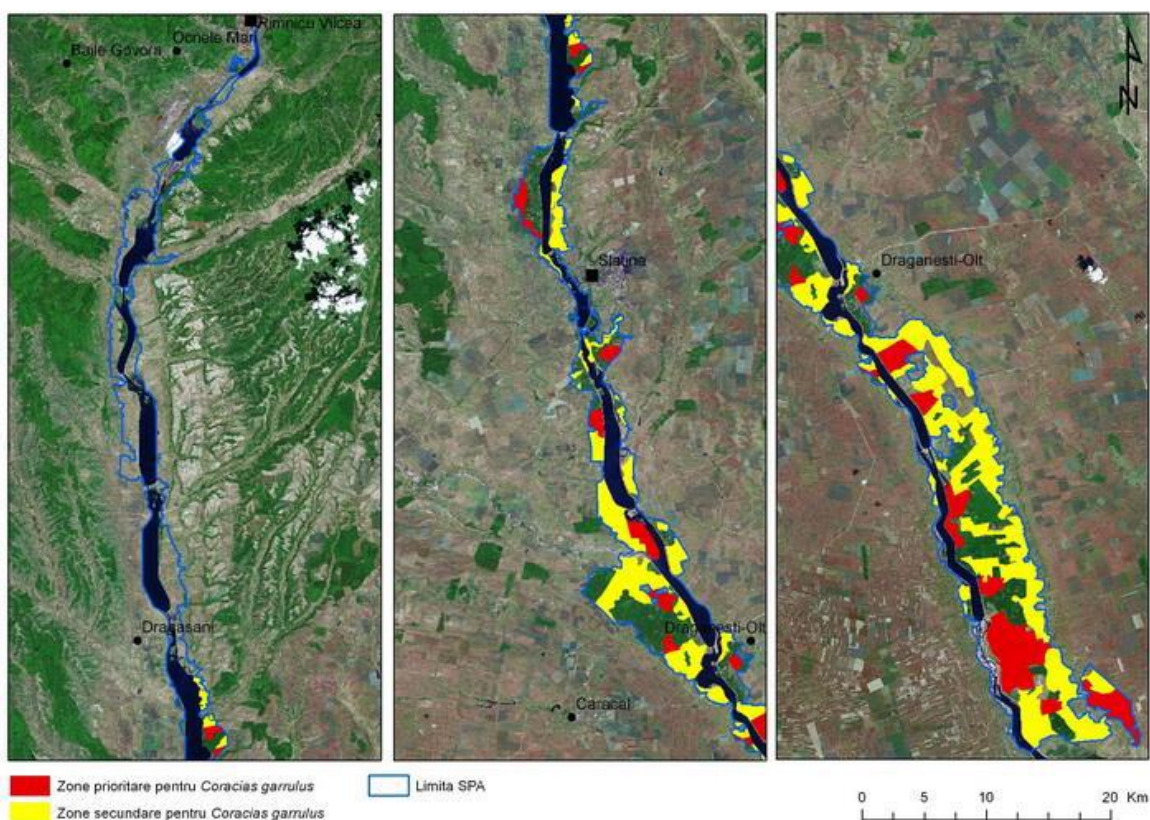 Rimnicu Vilcea
Ocnele Mari
Baile Govora
Dragasani
Slatina
Draganesti-Olt
Caracal
Draganesti-Olt
Zone prioritare pentru Coracias garrulus
Limita SPA
Zone secundare pentru Coracias garrulus
0 5 10 20 Km